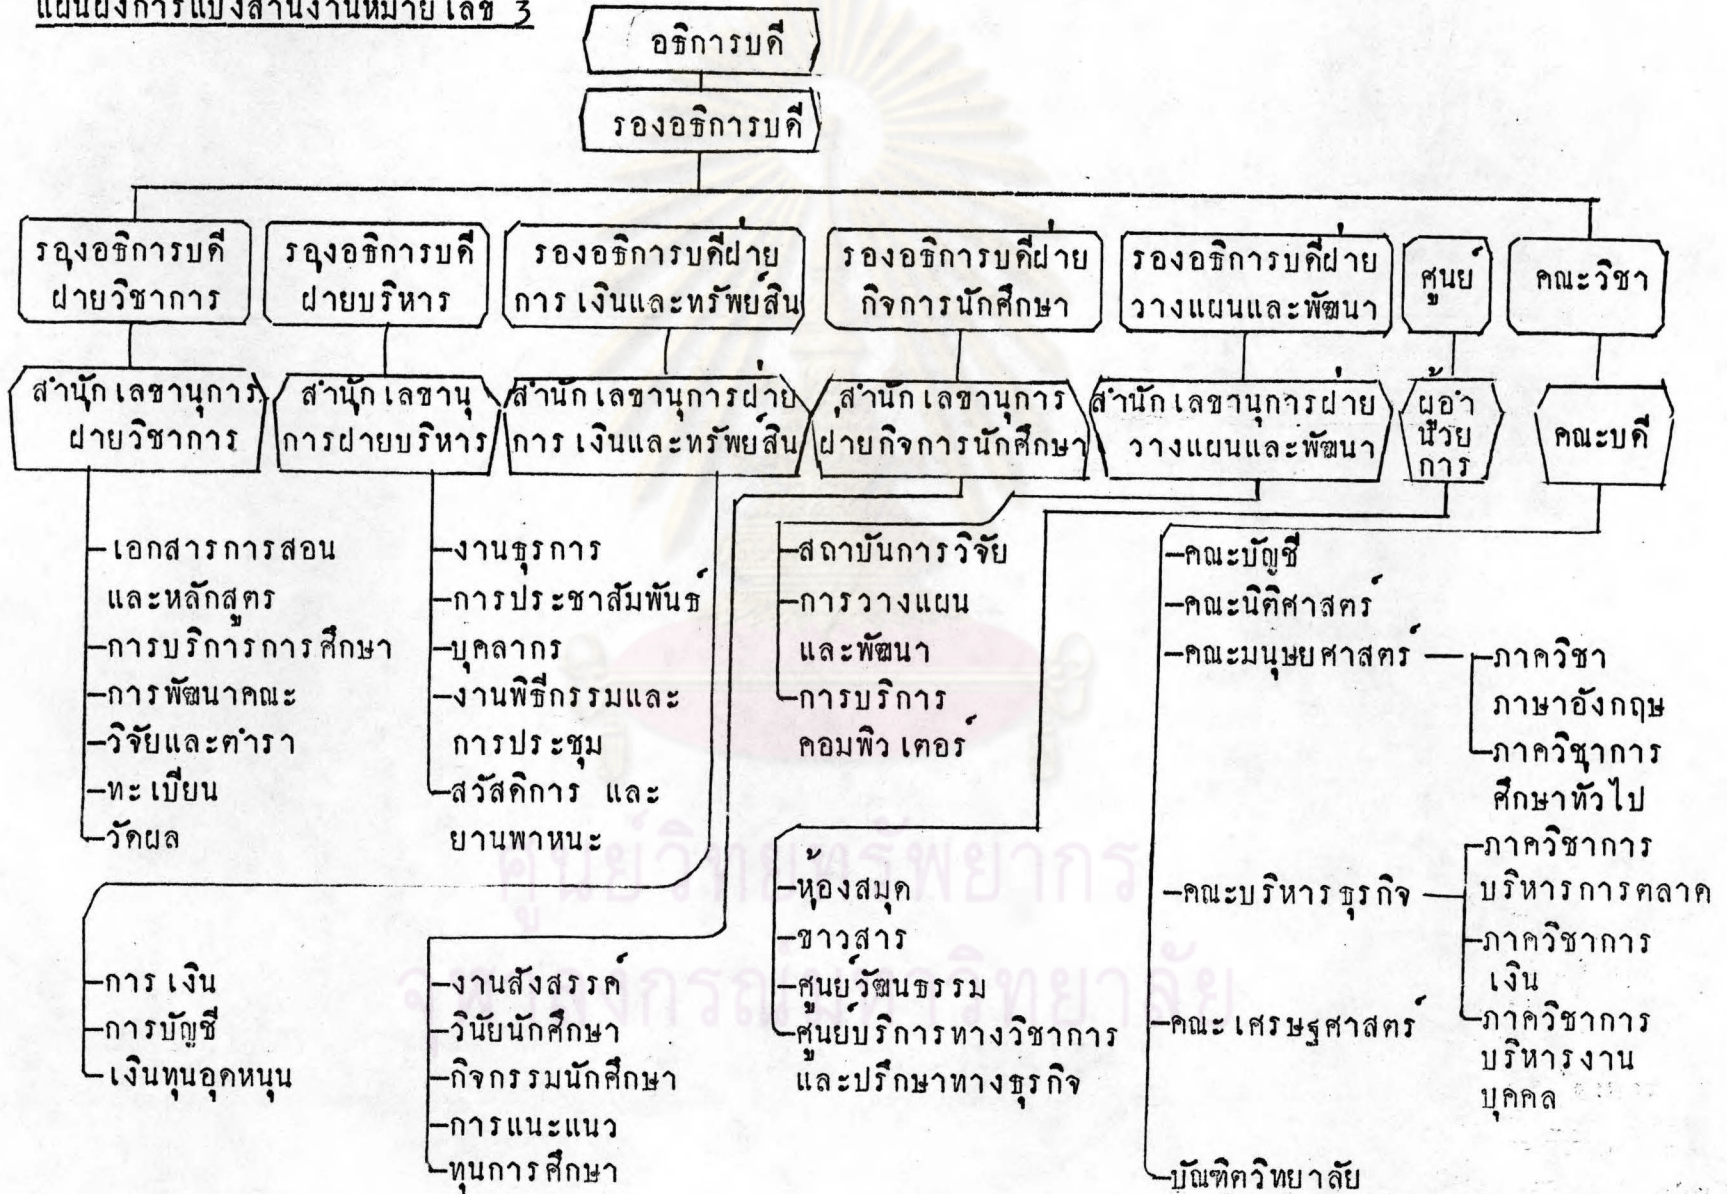 แผนผังการแบ่งส่วนงานหมายเลข 3
อธิการบดี
รองอธิการบดี
รองอธิการบดี
ฝ่ายวิชาการ
รองอธิการบดี
ฝ่ายบริหาร
รองอธิการบดีฝ่าย
การเงินและทรัพย์สิน
รองอธิการบดีฝ่าย
กิจการนักศึกษา
รองอธิการบดีฝ่าย
วางแผนและพัฒนา
ศูนย์
คณะวิชา
สำนักเลขานุการ
ฝ่ายวิชาการ
สำนักเลขานุ
การฝ่ายบริหาร
สำนักเลขานุการฝ่าย
การเงินและทรัพย์สิน
สำนักเลขานุการ
ฝ่ายกิจการนักศึกษา
สำนักเลขานุการฝ่าย
วางแผนและพัฒนา
ผู้อำ
นวย
การ
คณะบดี
-เอกสารการสอน
และหลักสูตร
-การบริการการศึกษา
-การพัฒนาคณะ
-วิจัยและตำรา
-ทะเบียน
-วัดผล
-งานธุรการ
-การประชาสัมพันธ์
-บุคลากร
-งานพิธีกรรมและ
การประชุม
-สวัสดิการ และ
ยานพาหนะ
-การเงิน
-การบัญชี
-เงินทุนอุดหนุน
-งานสังสรรค์
-วินัยนักศึกษา
-กิจกรรมนักศึกษา
-การแนะแนว
-ทุนการศึกษา
-สถาบันการวิจัย
-การวางแผน
และพัฒนา
-การบริการ
คอมพิวเตอร์
-ห้องสมุด
-ข่าวสาร
-ศูนย์วัฒนธรรม
-ศูนย์บริการทางวิชาการ
และปรึกษาทางธุรกิจ
-คณะบัญชี
-คณะนิติศาสตร์
-คณะมนุษยศาสตร์
-ภาควิชา
ภาษาอังกฤษ
-ภาควิชาการ
ศึกษาทั่วไป
-คณะบริหารธุรกิจ
-ภาควิชาการ
บริหารการตลาด
-ภาควิชาการ
เงิน
-ภาควิชาการ
บริหารงาน
บุคคล
-คณะเศรษฐศาสตร์
-บัณฑิตวิทยาลัย
ศูนย์วิทยทรัพยากร
จุฬาลงกรณ์มหาวิทยาลัย